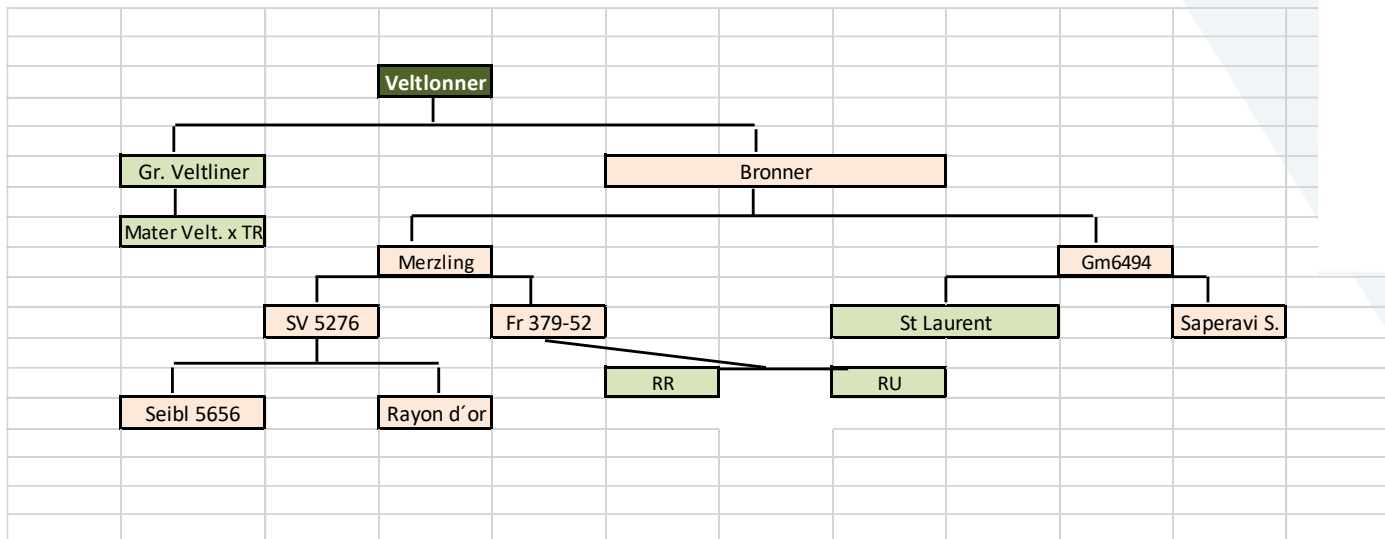 Veltlonner
Gr. Veltliner
Bronner
Mater Velt. x TR
Merzling
Gm6494
SV 5276
Fr 379-52
St Laurent
Saperavi S.
RR
RU
Seibl 5656
Rayon d´or